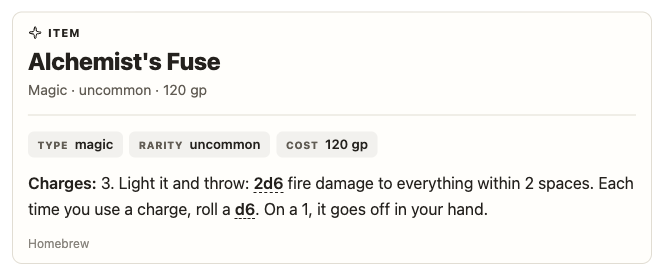 ITEM
Alchemist's Fuse
Magic · uncommon · 120 gp
TYPE magic RARITY uncommon COST 120 gp
Charges: 3. Light it and throw: 2d6 fire damage to everything within 2 spaces. Each
time you use a charge, roll a d6. On a 1, it goes off in your hand.
Homebrew